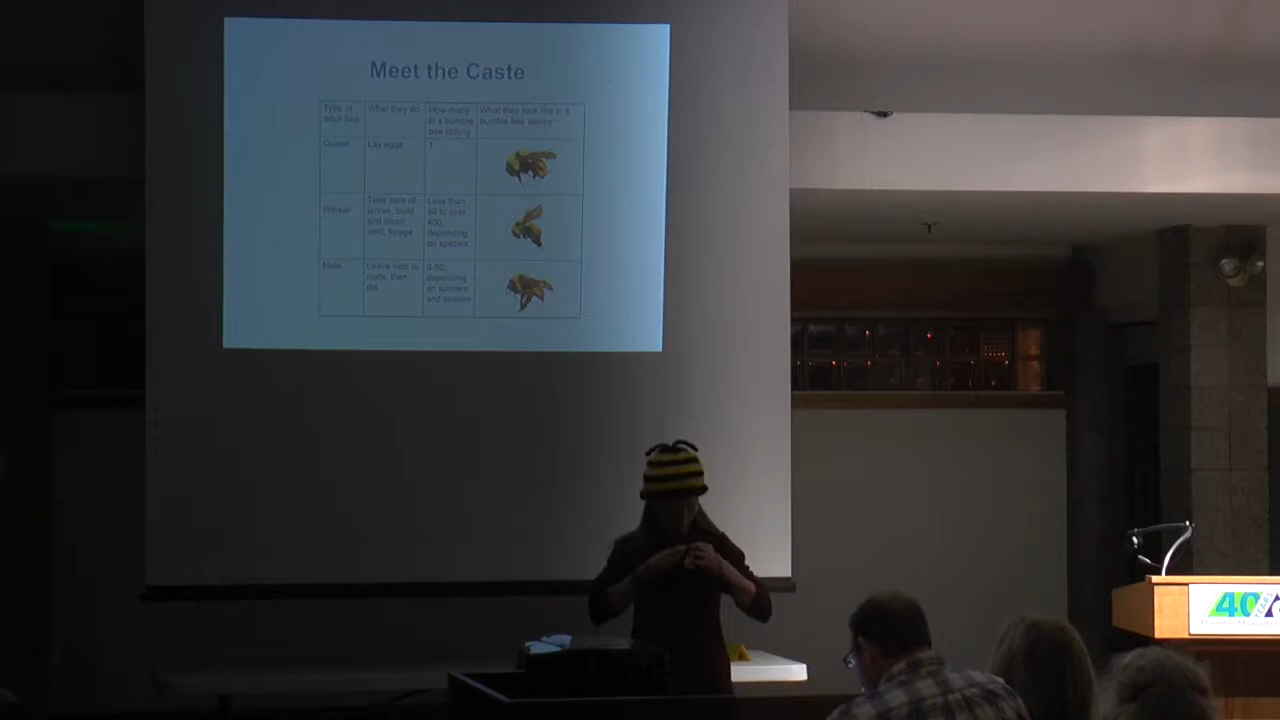 Meet the Caste
Type of
adult bee
What they do
How many
in a bumble
bee colony
What they look like in a
bumble bee colony
Queen
Lay eggs
1
Worker
Take care of
larvae, build
and clean
nest, forage
Less than
50 to over
400,
depending
on species
Male
Leave nest to
mate, then
die
0-50,
depending
on species
and season
40
YEARS